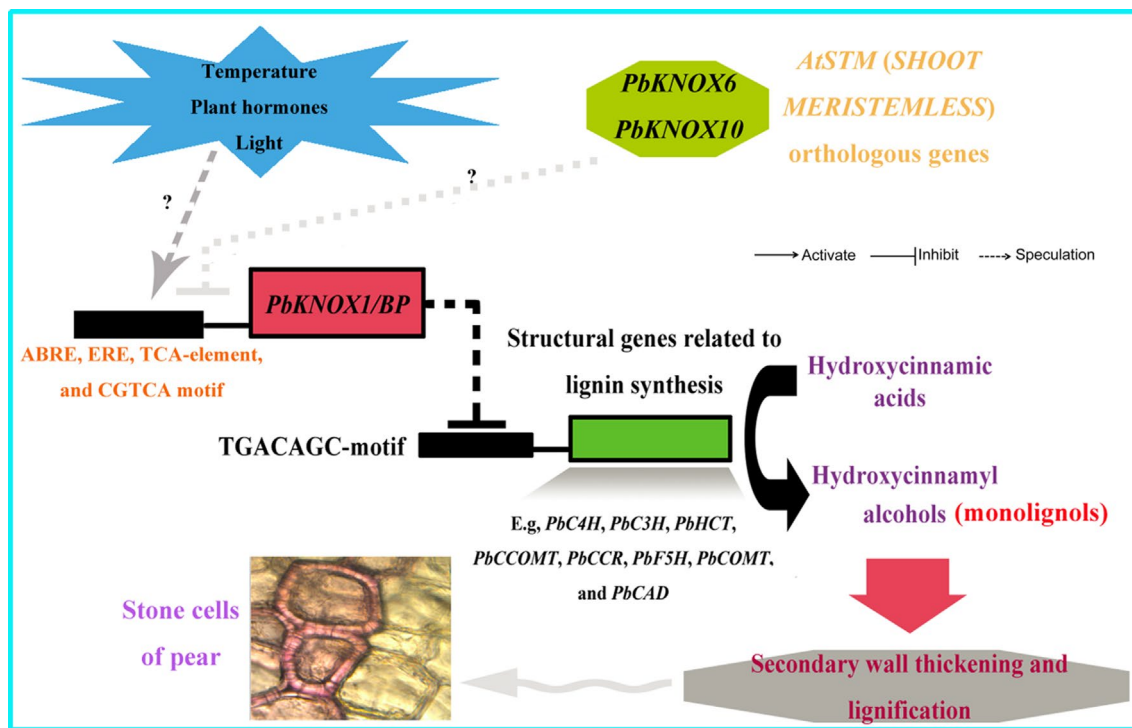 Temperature
Plant hormones
Light
PbKNOX6
PbKNOX10
AtSTM (SHOOT
MERISTEMLESS)
orthologous genes
?
?
Activate
Inhibit
Speculation
PbKNOX1/BP
ABRE, ERE, TCA-element,
and CGTCA motif
Structural genes related to
lignin synthesis
Hydroxycinnamic
acids
TGACAGC-motif
Hydroxycinnamyl
alcohols (monolignols)
E.g, PbC4H, PbC3H, PbHCT,
PbCCOMT, PbCCR, PbF5H, PbCOMT,
and PbCAD
Stone cells
of pear
Secondary wall thickening and
lignification